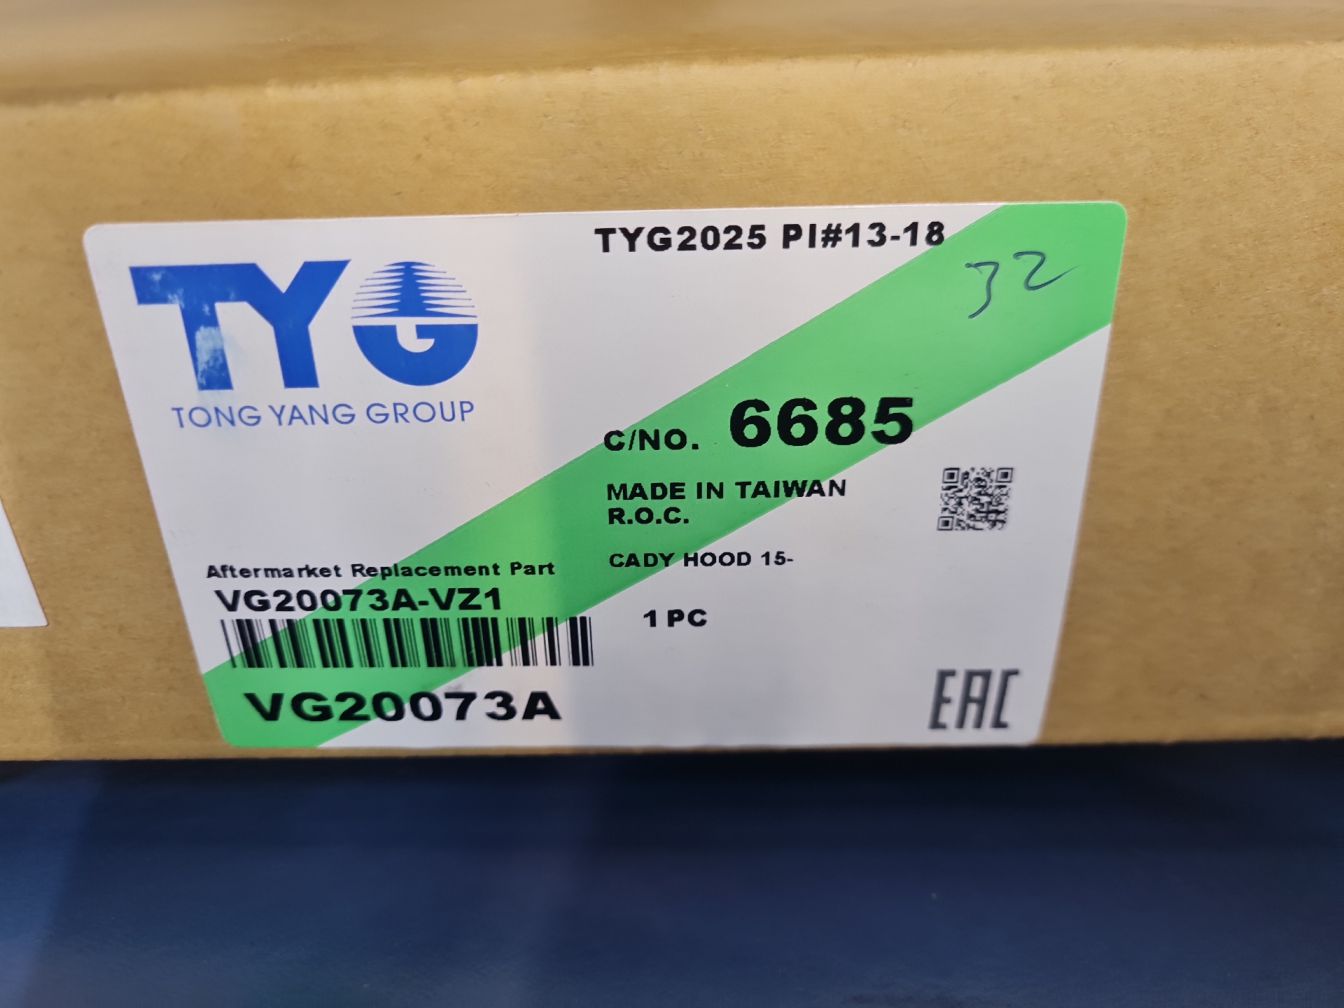 TYG2025 PI#13-18
32
TYG
TONG YANG GROUP
C/NO. 6685
MADE IN TAIWAN
R.O.C.
CADY HOOD 15-
Aftermarket Replacement Part
VG20073A-VZ1
1 PC
VG20073A
EAC